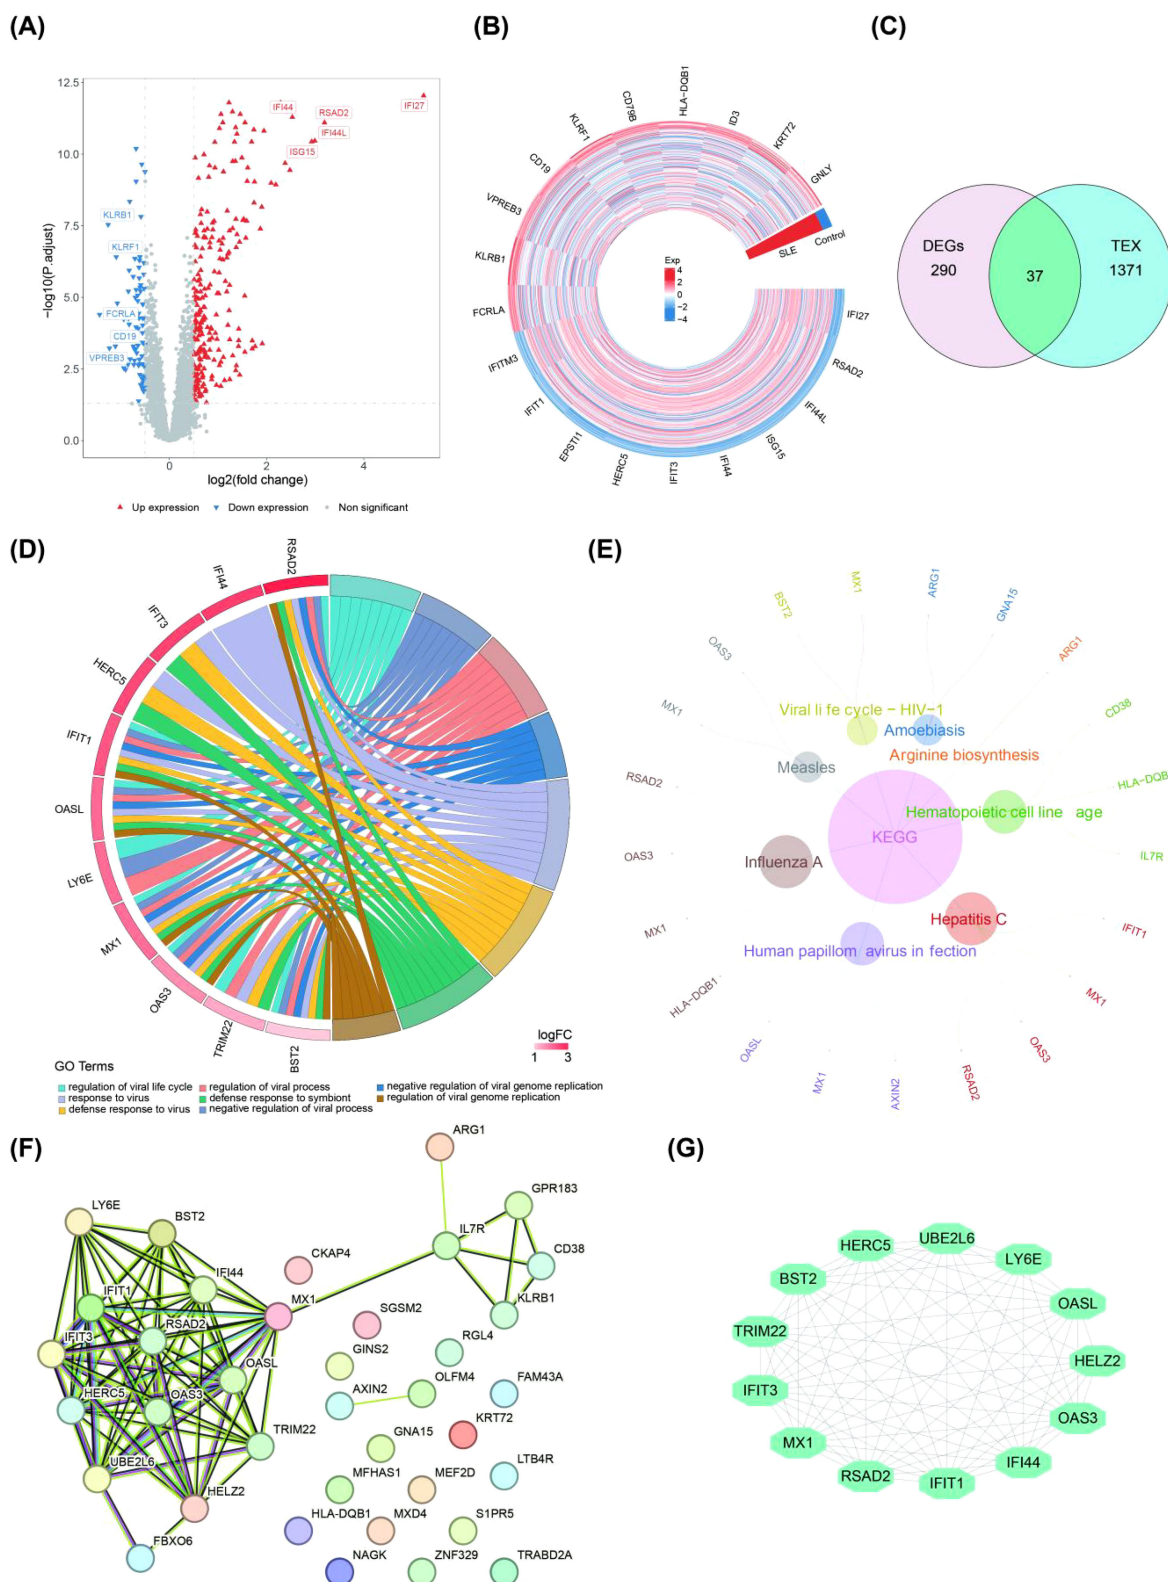 (A)
12.5
10.0
7.5
5.0
2.5
0.0
−log10(P.adjust)
0
2
4
log2(fold change)
IFI44
RSAD2
IFI27
IFI44L
ISG15
KLRB1
KLRF1
FCRLA
CD19
VPREB3
Up expression
Down expression
Non significant
(B)
HLA−DQB1
CD79B
ID3
KLRF1
KRT72
CD19
GNLY
VPREB3
KLRB1
FCRLA
IFITM3
IFIT1
EPSTI1
HERC5
IFIT3
IFI44
ISG15
IFI44L
RSAD2
IFI27
SLE
Control
Exp
4
2
0
−2
−4
(C)
DEGs
290
37
TEX
1371
(D)
RSAD2
IFI44
IFIT3
HERC5
IFIT1
OASL
LY6E
MX1
OAS3
TRIM22
BST2
logFC
1
3
GO Terms
regulation of viral life cycle
regulation of viral process
negative regulation of viral genome replication
response to virus
defense response to symbiont
regulation of viral genome replication
defense response to virus
negative regulation of viral process
(E)
MX1
ARG1
BST2
GNA15
OAS3
ARG1
MX1
CD38
RSAD2
HLA−DQB
OAS3
IL7R
MX1
IFIT1
HLA−DQB1
MX1
OASL
OAS3
MX1
AXIN2
RSAD2
Viral li fe cycle − HIV−1
Amoebiasis
Arginine biosynthesis
Measles
Hematopoietic cell line age
KEGG
Influenza A
Hepatitis C
Human papillom avirus in fection
(F)
ARG1
LY6E
BST2
GPR183
IL7R
CD38
CKAP4
IFI44
IFIT1
MX1
KLRB1
RSAD2
SGSM2
IFIT3
RGL4
GINS2
OASL
HERC5
OAS3
AXIN2
OLFM4
FAM43A
TRIM22
KRT72
GNA15
UBE2L6
LTB4R
MFHAS1
MEF2D
HELZ2
HLA-DQB1
MXD4
S1PR5
FBXO6
NAGK
ZNF329
TRABD2A
(G)
UBE2L6
HERC5
LY6E
BST2
OASL
TRIM22
HELZ2
IFIT3
OAS3
MX1
IFI44
RSAD2
IFIT1